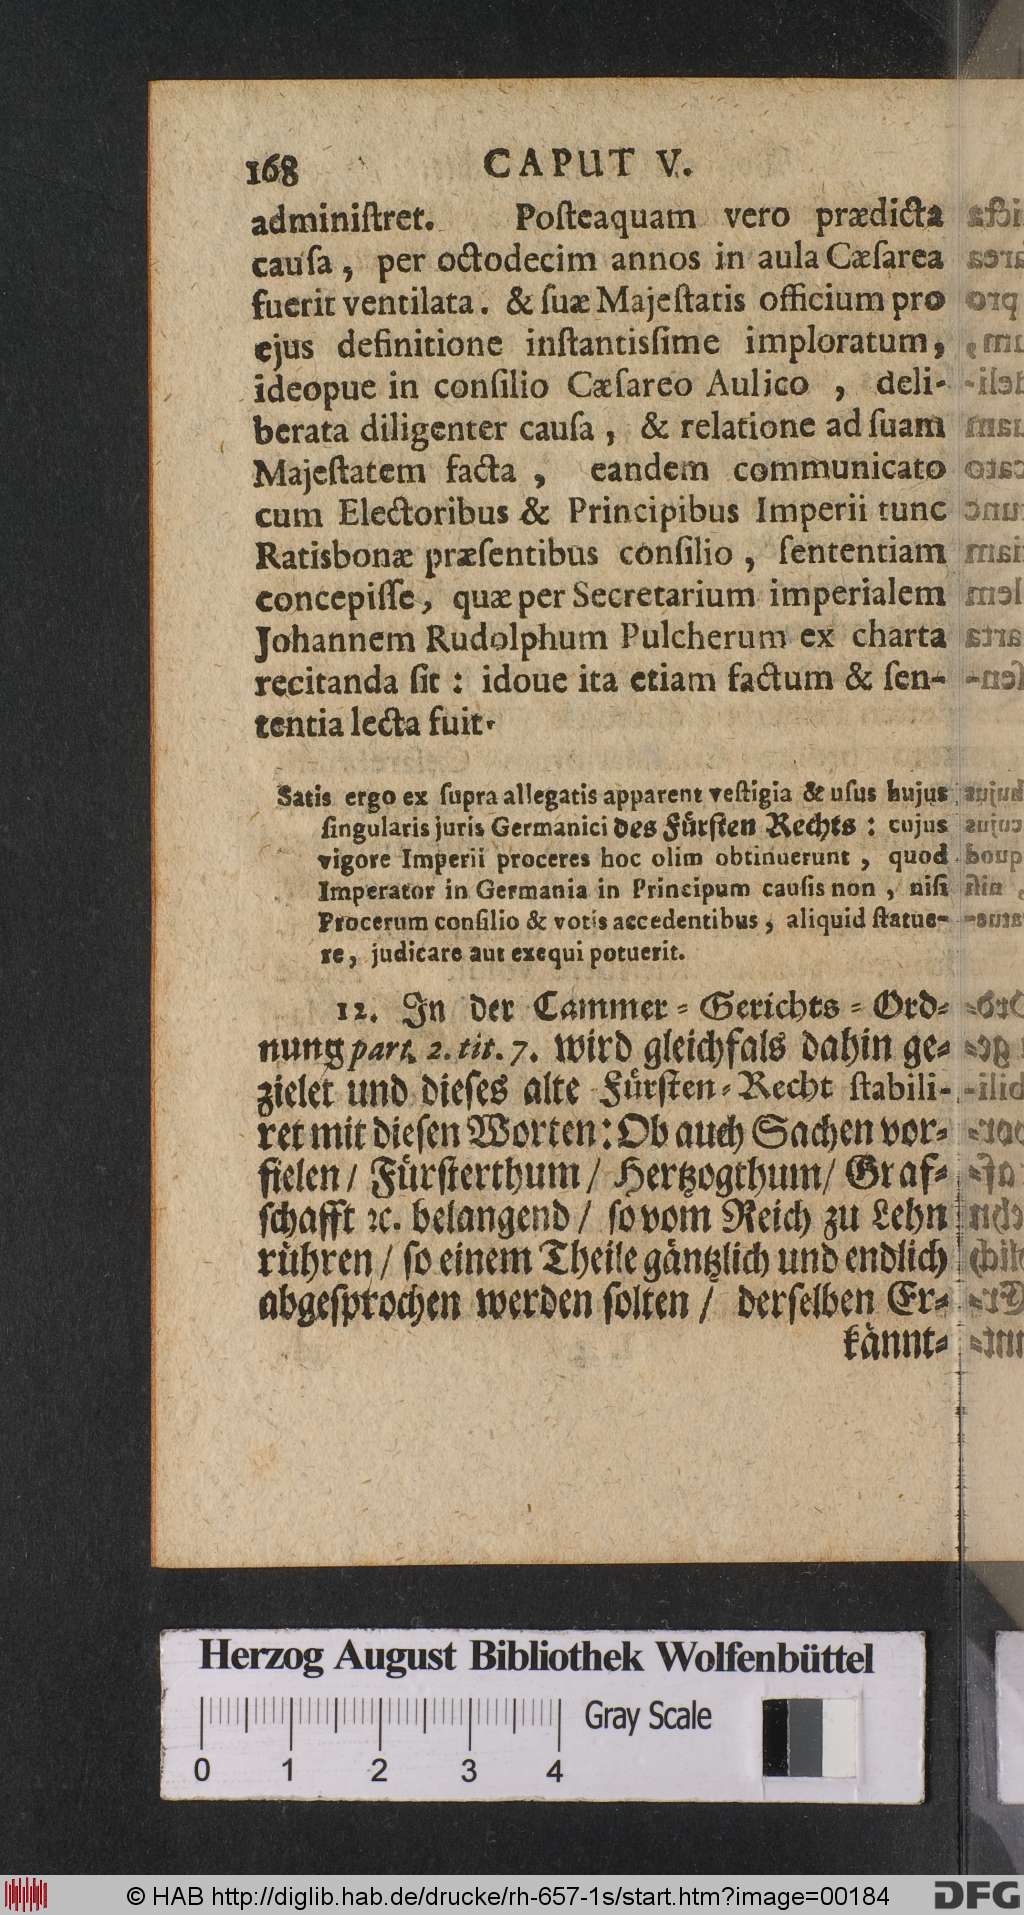 168 CAPUT V.
adminiſtret. Poſteaquam vero prædicta
cauſa, per octodecim annos in aula Cæſarea
fuerit ventilata. & ſuæ Majeſtatis officium pro
ejus definitione inſtantisſime imploratum,
ideopue in conſilio Cæſareo Aulico, deli-
berata diligenter cauſa, & relatione ad ſuam
Majeſtatem facta, eandem communicato
cum Electoribus & Principibus Imperii tunc
Ratisbonæ præſentibus conſilio, ſententiam
concepiſſe, quæ per Secretarium imperialem
Johannem Rudolphum Pulcherum ex charta
recitanda ſit: idoue ita etiam factum & ſen-
tentia lecta fuit.
Satis ergo ex ſupra allegatis apparent veſtigia & uſus hujus
ſingularis juris Germanici des Fürſten Rechts: cujus
vigore Imperii proceres hoc olim obtinuerunt, quod
Imperator in Germania in Principum cauſis non, niſi
Procerum conſilio & votis accedentibus, aliquid ſtatue-
re, judicare aut exequi potuerit.
12. In der Cammer-Gerichts-Ord-
nung part. 2. tit. 7. wird gleichfals dahin ge-
zielet und dieſes alte Fürſten-Recht ſtabili-
ret mit dieſen Worten: Ob auch Sachen vor-
fielen / Fürſterthum / Hertzogthum / Graf-
ſchafft ꝛc. belangend / ſo vom Reich zu Lehn
rühren / ſo einem Theile gäntzlich und endlich
abgeſprochen werden ſolten / derſelben Er-
kännt-
Herzog August Bibliothek Wolfenbüttel
Gray Scale
0 1 2 3 4
© HAB http://diglib.hab.de/drucke/rh-657-1s/start.htm?image=00184 DFG